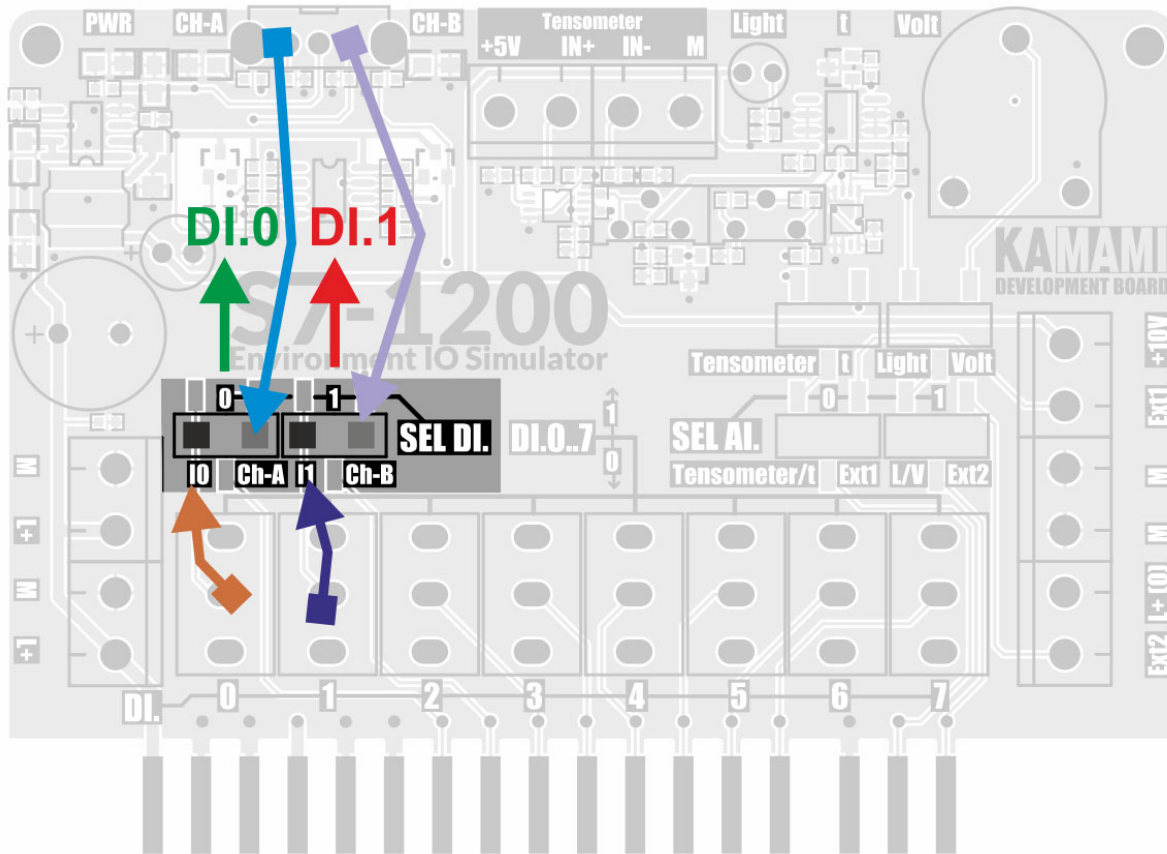 PWR CH-A CH-B Tensometer Light t Volt
+5V IN+ IN- M
DI.0 DI.1
KAMAMI
DEVELOPMENT BOARD
S7-1200
Environment IO Simulator
+10V
Tensometer t Light Volt
0 1 1 0 1
Ext1
SEL DI. DI.0..7 SEL AI.
0
I0 Ch-A I1 Ch-B Tensometer/t Ext1 L/V Ext2
M M
L+ M
M L+ (O)
L+ Ext2
DI. 0 1 2 3 4 5 6 7